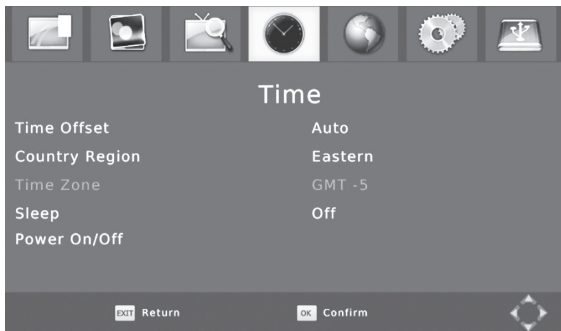 Time
Time Offset Auto
Country Region Eastern
Time Zone GMT -5
Sleep Off
Power On/Off
EXIT Return OK Confirm